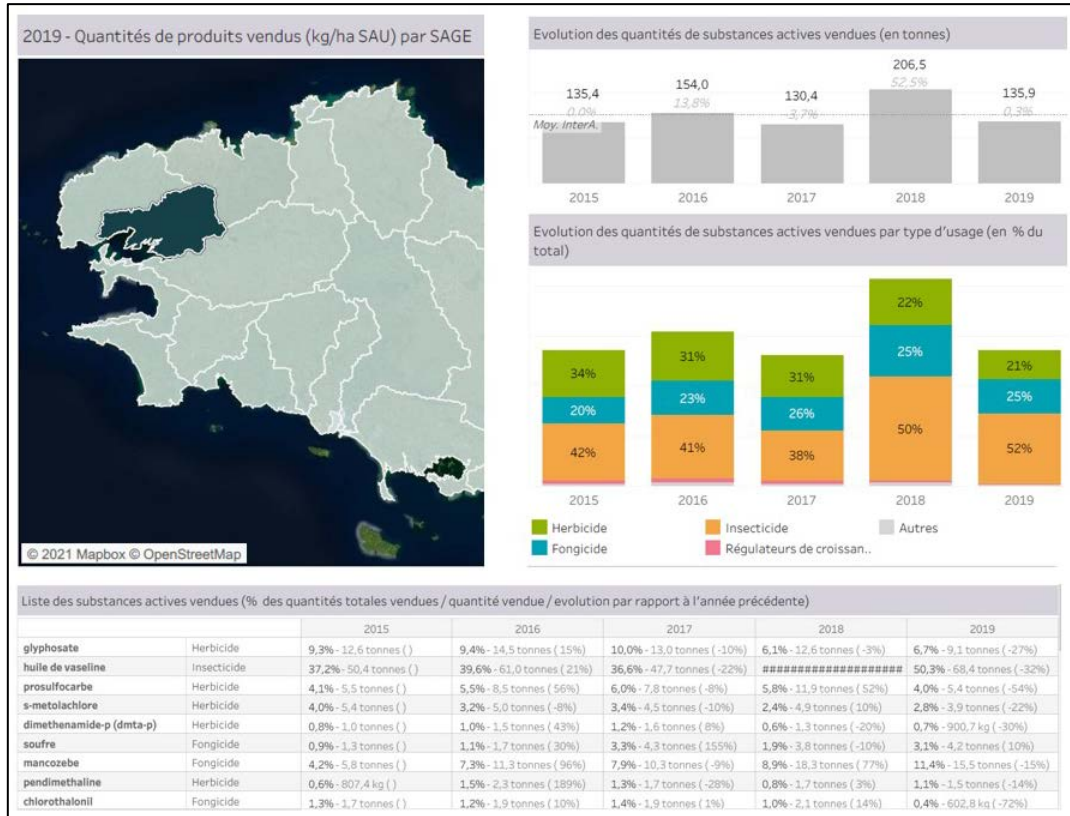 2019 - Quantités de produits vendus (kg/ha SAU) par SAGE
© 2021 Mapbox © OpenStreetMap
Evolution des quantités de substances actives vendues (en tonnes)
135,4 154,0 130,4 206,5 135,9
0,0% 13,8% -3,7% 52,5% 0,3%
Moy. InterA.
2015 2016 2017 2018 2019
Evolution des quantités de substances actives vendues par type d'usage (en % du
total)
34% 31% 31% 22% 21%
20% 23% 26% 25% 25%
42% 41% 38% 50% 52%
2015 2016 2017 2018 2019
Herbicide Insecticide Autres
Fongicide Régulateurs de croissan..
Liste des substances actives vendues (% des quantités totales vendues / quantité vendue / evolution par rapport à l'année précédente)
2015 2016 2017 2018 2019
glyphosate Herbicide 9,3% - 12,6 tonnes ( ) 9,4% - 14,5 tonnes ( 15%) 10,0% - 13,0 tonnes ( -10%) 6,1% - 12,6 tonnes ( -3%) 6,7% - 9,1 tonnes ( -27%)
huile de vaseline Insecticide 37,2% - 50,4 tonnes ( ) 39,6% - 61,0 tonnes ( 21%) 36,6% - 47,7 tonnes ( -22%) #################### 50,3% - 68,4 tonnes ( -32%)
prosulfocarbe Herbicide 4,1% - 5,5 tonnes ( ) 5,5% - 8,5 tonnes ( 56%) 6,0% - 7,8 tonnes ( -8%) 5,8% - 11,9 tonnes ( 52%) 4,0% - 5,4 tonnes ( -54%)
s-metolachlore Herbicide 4,0% - 5,4 tonnes ( ) 3,2% - 5,0 tonnes ( -8%) 3,4% - 4,5 tonnes ( -10%) 2,4% - 4,9 tonnes ( 10%) 2,8% - 3,9 tonnes ( -22%)
dimethenamide-p (dmta-p) Herbicide 0,8% - 1,0 tonnes ( ) 1,0% - 1,5 tonnes ( 43%) 1,2% - 1,6 tonnes ( 8%) 0,6% - 1,3 tonnes ( -20%) 0,7% - 900,7 kg ( -30%)
soufre Fongicide 0,9% - 1,3 tonnes ( ) 1,1% - 1,7 tonnes ( 30%) 3,3% - 4,3 tonnes ( 155%) 1,9% - 3,8 tonnes ( -10%) 3,1% - 4,2 tonnes ( 10%)
mancozebe Fongicide 4,2% - 5,8 tonnes ( ) 7,3% - 11,3 tonnes ( 96%) 7,9% - 10,3 tonnes ( -9%) 8,9% - 18,3 tonnes ( 77%) 11,4% - 15,5 tonnes ( -15%)
pendimethaline Herbicide 0,6% - 807,4 kg ( ) 1,5% - 2,3 tonnes ( 189%) 1,3% - 1,7 tonnes ( -28%) 0,8% - 1,7 tonnes ( 3%) 1,1% - 1,5 tonnes ( -14%)
chlorothalonil Fongicide 1,3% - 1,7 tonnes ( ) 1,2% - 1,9 tonnes ( 10%) 1,4% - 1,9 tonnes ( 1%) 1,0% - 2,1 tonnes ( 14%) 0,4% - 602,8 kg ( -72%)